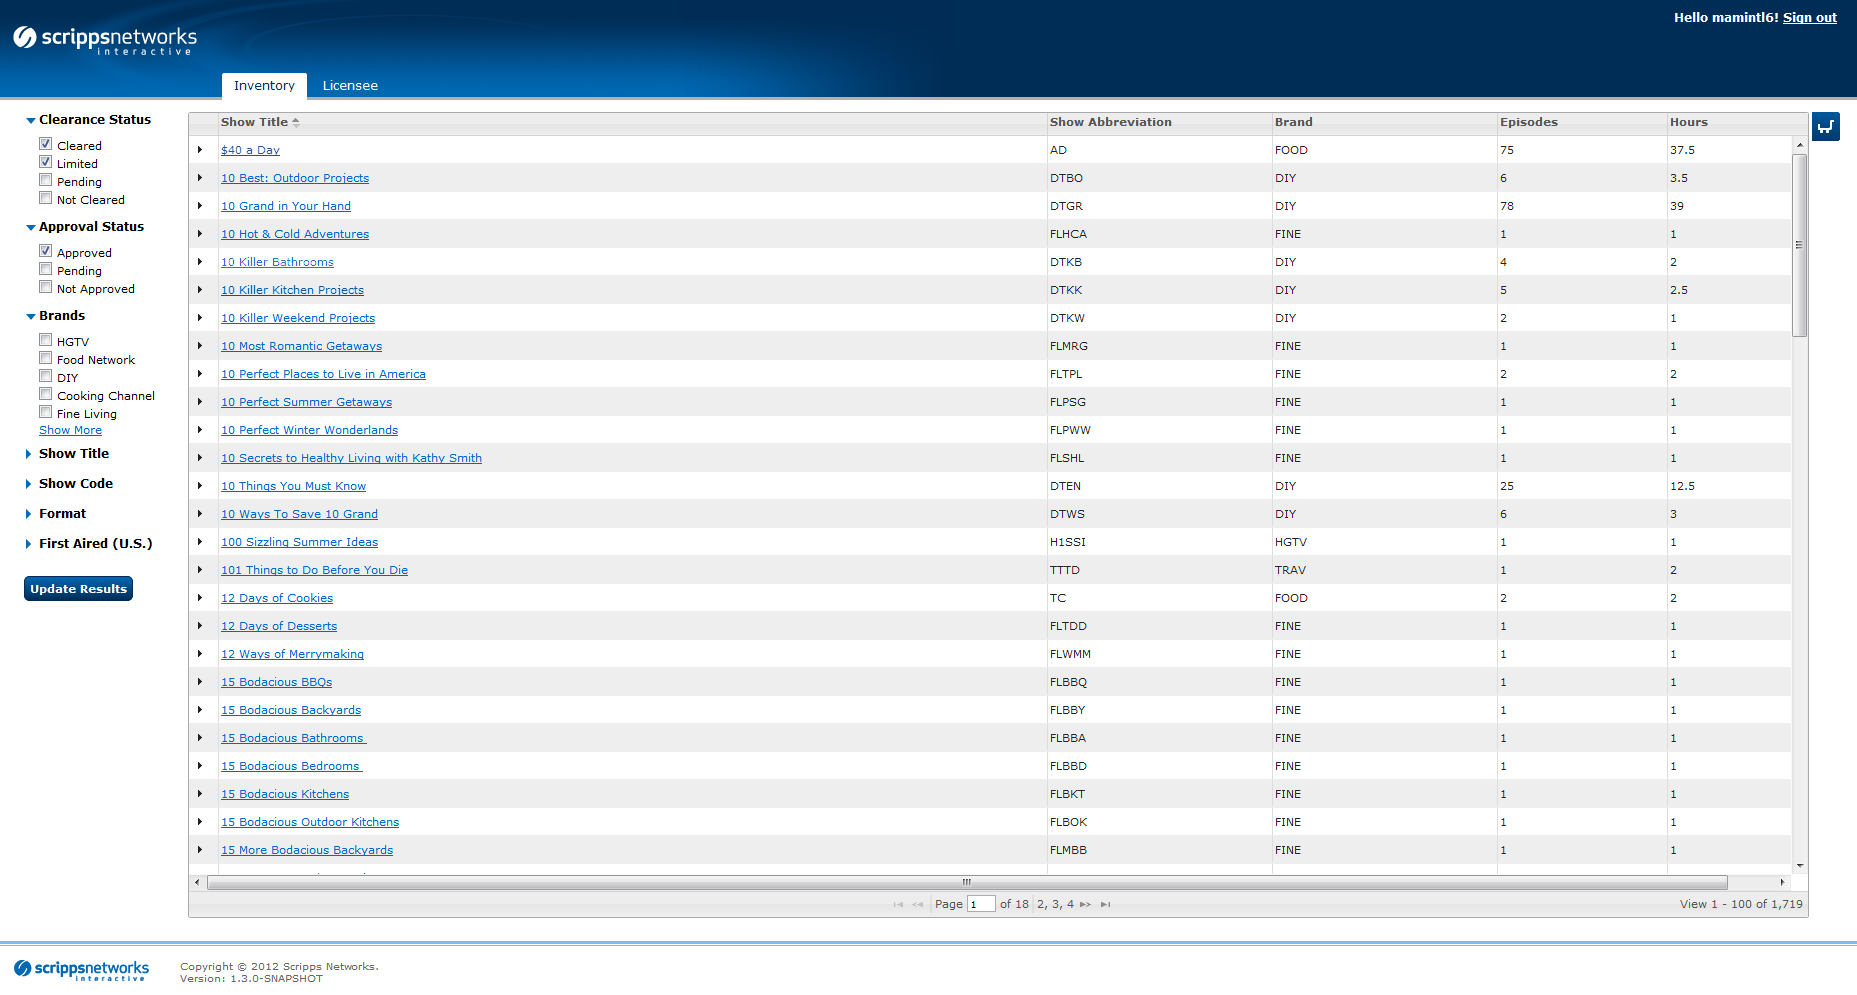 Hello mamintl6! Sign out
scrippsnetworks
interactive
Inventory Licensee
Clearance Status
Cleared
Limited
Pending
Not Cleared
Approval Status
Approved
Pending
Not Approved
Brands
HGTV
Food Network
DIY
Cooking Channel
Fine Living
Show More
Show Title
Show Code
Format
First Aired (U.S.)
Update Results
Show Title Show Abbreviation Brand Episodes Hours
$40 a Day AD FOOD 75 37.5
10 Best: Outdoor Projects DTBO DIY 6 3.5
10 Grand in Your Hand DTGR DIY 78 39
10 Hot & Cold Adventures FLHCA FINE 1 1
10 Killer Bathrooms DTKB DIY 4 2
10 Killer Kitchen Projects DTKK DIY 5 2.5
10 Killer Weekend Projects DTKW DIY 2 1
10 Most Romantic Getaways FLMRG FINE 1 1
10 Perfect Places to Live in America FLTPL FINE 2 2
10 Perfect Summer Getaways FLPSG FINE 1 1
10 Perfect Winter Wonderlands FLPWW FINE 1 1
10 Secrets to Healthy Living with Kathy Smith FLSHL FINE 1 1
10 Things You Must Know DTEN DIY 25 12.5
10 Ways To Save 10 Grand DTWS DIY 6 3
100 Sizzling Summer Ideas H1SSI HGTV 1 1
101 Things to Do Before You Die TTTD TRAV 1 2
12 Days of Cookies TC FOOD 2 2
12 Days of Desserts FLTDD FINE 1 1
12 Ways of Merrymaking FLWMM FINE 1 1
15 Bodacious BBQs FLBBQ FINE 1 1
15 Bodacious Backyards FLBBY FINE 1 1
15 Bodacious Bathrooms FLBBA FINE 1 1
15 Bodacious Bedrooms FLBBD FINE 1 1
15 Bodacious Kitchens FLBKT FINE 1 1
15 Bodacious Outdoor Kitchens FLBOK FINE 1 1
15 More Bodacious Backyards FLMBB FINE 1 1
Page 1 of 18 2, 3, 4 View 1 - 100 of 1,719
scrippsnetworks
interactive
Copyright © 2012 Scripps Networks.
Version: 1.3.0-SNAPSHOT